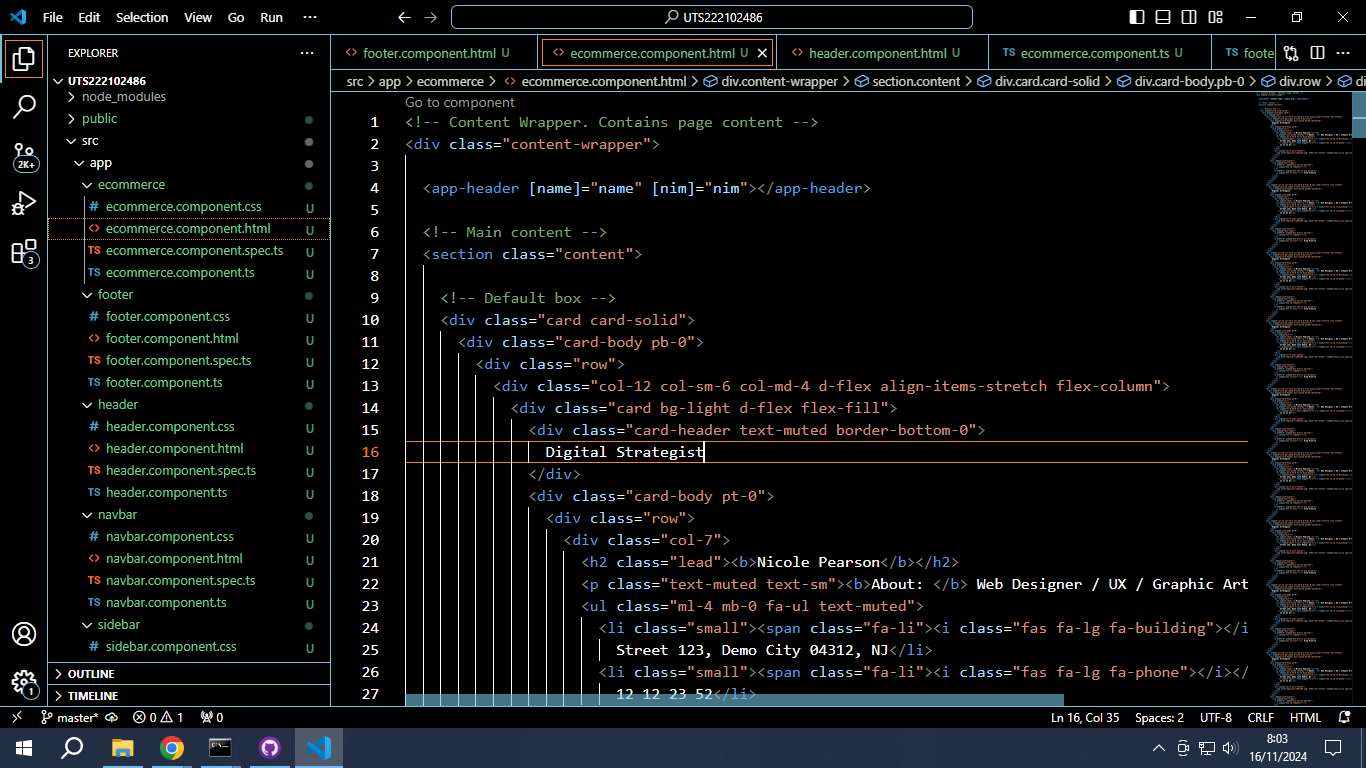 File Edit Selection View Go Run ··· UTS222102486
EXPLORER ···
UTS222102486
node_modules
public
src
app
ecommerce
# ecommerce.component.css U
<> ecommerce.component.html U
TS ecommerce.component.spec.ts U
TS ecommerce.component.ts U
footer
# footer.component.css U
<> footer.component.html U
TS footer.component.spec.ts U
TS footer.component.ts U
header
# header.component.css U
<> header.component.html U
TS header.component.spec.ts U
TS header.component.ts U
navbar
# navbar.component.css U
<> navbar.component.html U
TS navbar.component.spec.ts U
TS navbar.component.ts U
sidebar
# sidebar.component.css U
OUTLINE
TIMELINE
2K+
3
1
<> footer.component.html U <> ecommerce.component.html U <> header.component.html U TS ecommerce.component.ts U TS foote
src > app > ecommerce > <> ecommerce.component.html > div.content-wrapper > section.content > div.card.card-solid > div.card-body.pb-0 > div.row > di
Go to component
1 <!-- Content Wrapper. Contains page content -->
2 <div class="content-wrapper">
3
4 <app-header [name]="name" [nim]="nim"></app-header>
5
6 <!-- Main content -->
7 <section class="content">
8
9 <!-- Default box -->
10 <div class="card card-solid">
11 <div class="card-body pb-0">
12 <div class="row">
13 <div class="col-12 col-sm-6 col-md-4 d-flex align-items-stretch flex-column">
14 <div class="card bg-light d-flex flex-fill">
15 <div class="card-header text-muted border-bottom-0">
16 Digital Strategist
17 </div>
18 <div class="card-body pt-0">
19 <div class="row">
20 <div class="col-7">
21 <h2 class="lead"><b>Nicole Pearson</b></h2>
22 <p class="text-muted text-sm"><b>About: </b> Web Designer / UX / Graphic Art
23 <ul class="ml-4 mb-0 fa-ul text-muted">
24 <li class="small"><span class="fa-li"><i class="fas fa-lg fa-building"></i
25 Street 123, Demo City 04312, NJ</li>
26 <li class="small"><span class="fa-li"><i class="fas fa-lg fa-phone"></i></
27 12 12 23 52</li>
master* 0 1 0 Ln 16, Col 35 Spaces: 2 UTF-8 CRLF HTML
8:03
16/11/2024